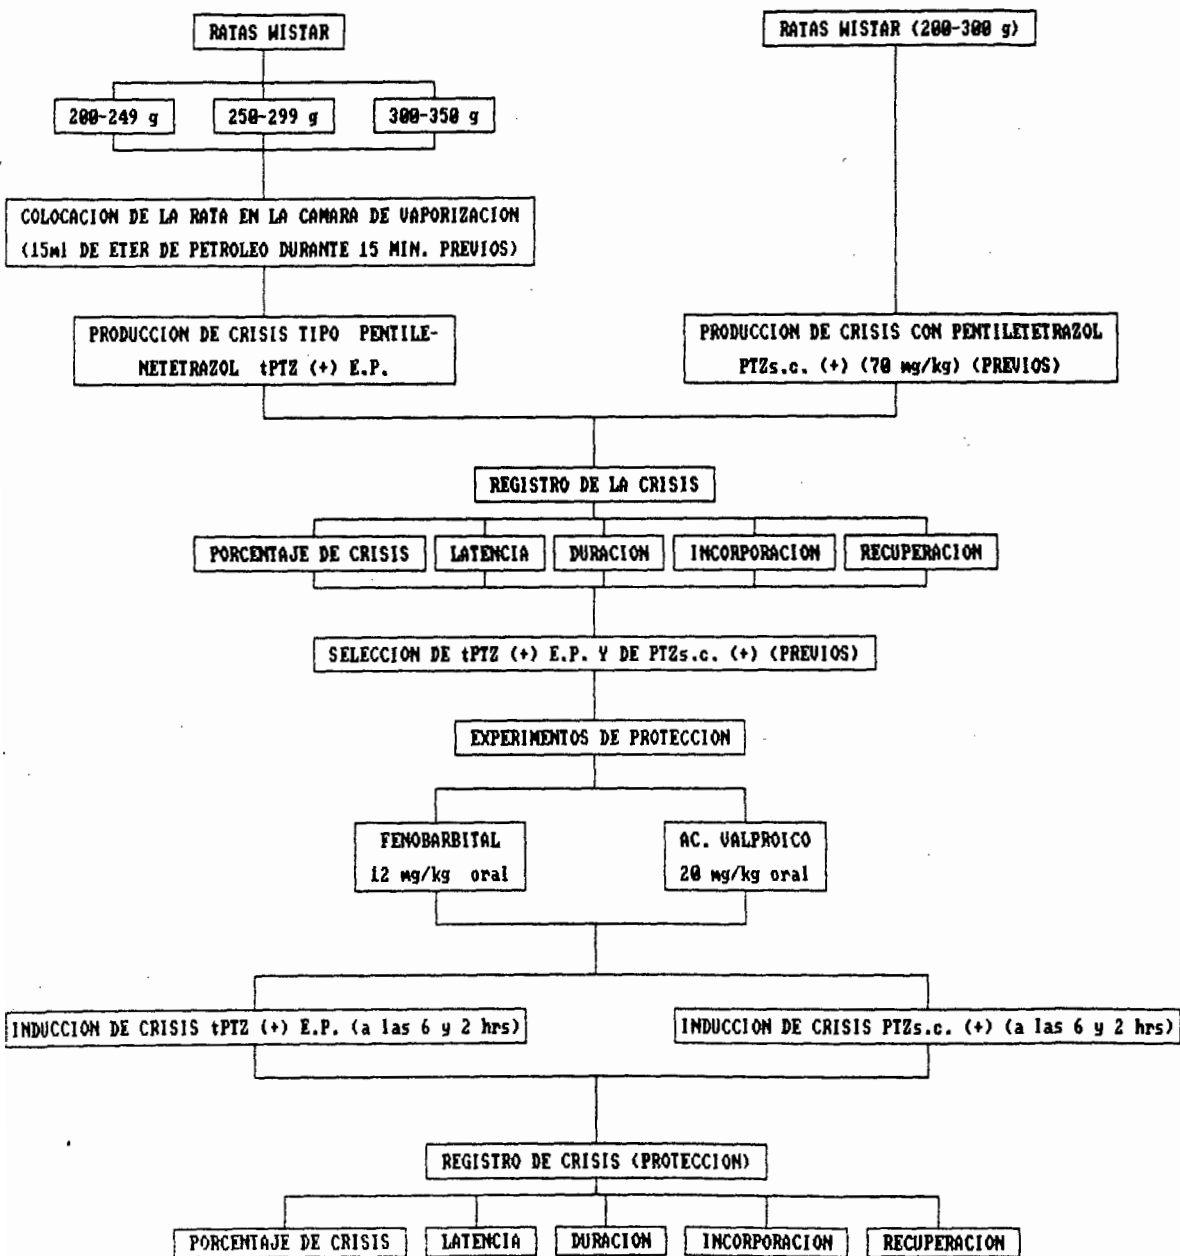 RATAS WISTAR
RATAS WISTAR (200-300 g)
200-249 g
250-299 g
300-350 g
COLOCACION DE LA RATA EN LA CAMARA DE VAPORIZACION
(15ml DE ETER DE PETROLEO DURANTE 15 MIN. PREVIOS)
PRODUCCION DE CRISIS TIPO PENTILE-
NETETRAZOL tPTZ (+) E.P.
PRODUCCION DE CRISIS CON PENTILETETRAZOL
PTZs.c. (+) (70 mg/kg) (PREVIOS)
REGISTRO DE LA CRISIS
PORCENTAJE DE CRISIS
LATENCIA
DURACION
INCORPORACION
RECUPERACION
SELECCION DE tPTZ (+) E.P. Y DE PTZs.c. (+) (PREVIOS)
EXPERIMENTOS DE PROTECCION
FENOBARBITAL
12 mg/kg oral
AC. VALPROICO
20 mg/kg oral
INDUCCION DE CRISIS tPTZ (+) E.P. (a las 6 y 2 hrs)
INDUCCION DE CRISIS PTZs.c. (+) (a las 6 y 2 hrs)
REGISTRO DE CRISIS (PROTECCION)
PORCENTAJE DE CRISIS
LATENCIA
DURACION
INCORPORACION
RECUPERACION